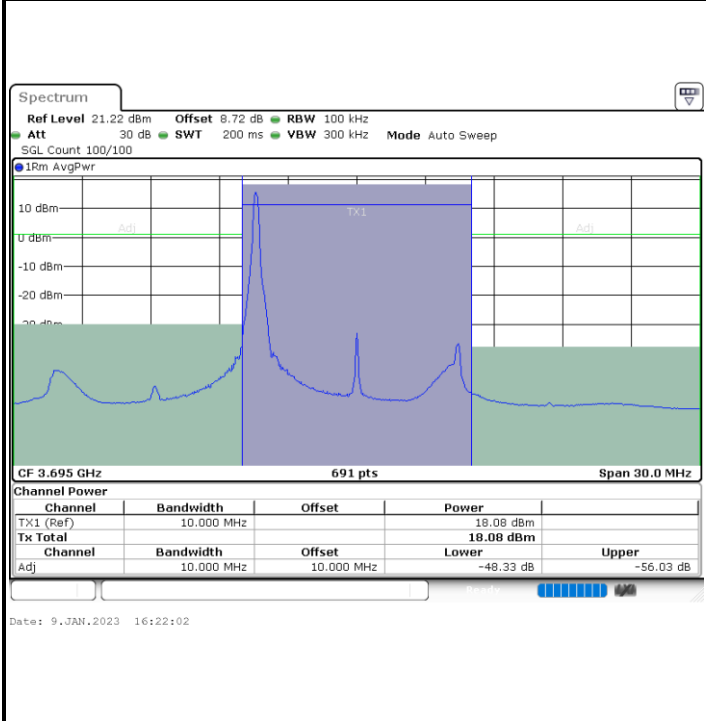 Spectrum
Ref Level 21.22 dBm Offset 8.72 dB RBW 100 kHz
Att 30 dB SWT 200 ms VBW 300 kHz Mode Auto Sweep
SGL Count 100/100
1Rm AvgPwr
10 dBm
TX1
Adj Adj
0 dBm
-10 dBm
-20 dBm
-30 dBm
CF 3.695 GHz 691 pts Span 30.0 MHz
Channel Power
Channel Bandwidth Offset Power
TX1 (Ref) 10.000 MHz 18.08 dBm
Tx Total 18.08 dBm
Channel Bandwidth Offset Lower Upper
Adj 10.000 MHz 10.000 MHz -48.33 dB -56.03 dB
Ready
Date: 9.JAN.2023 16:22:02